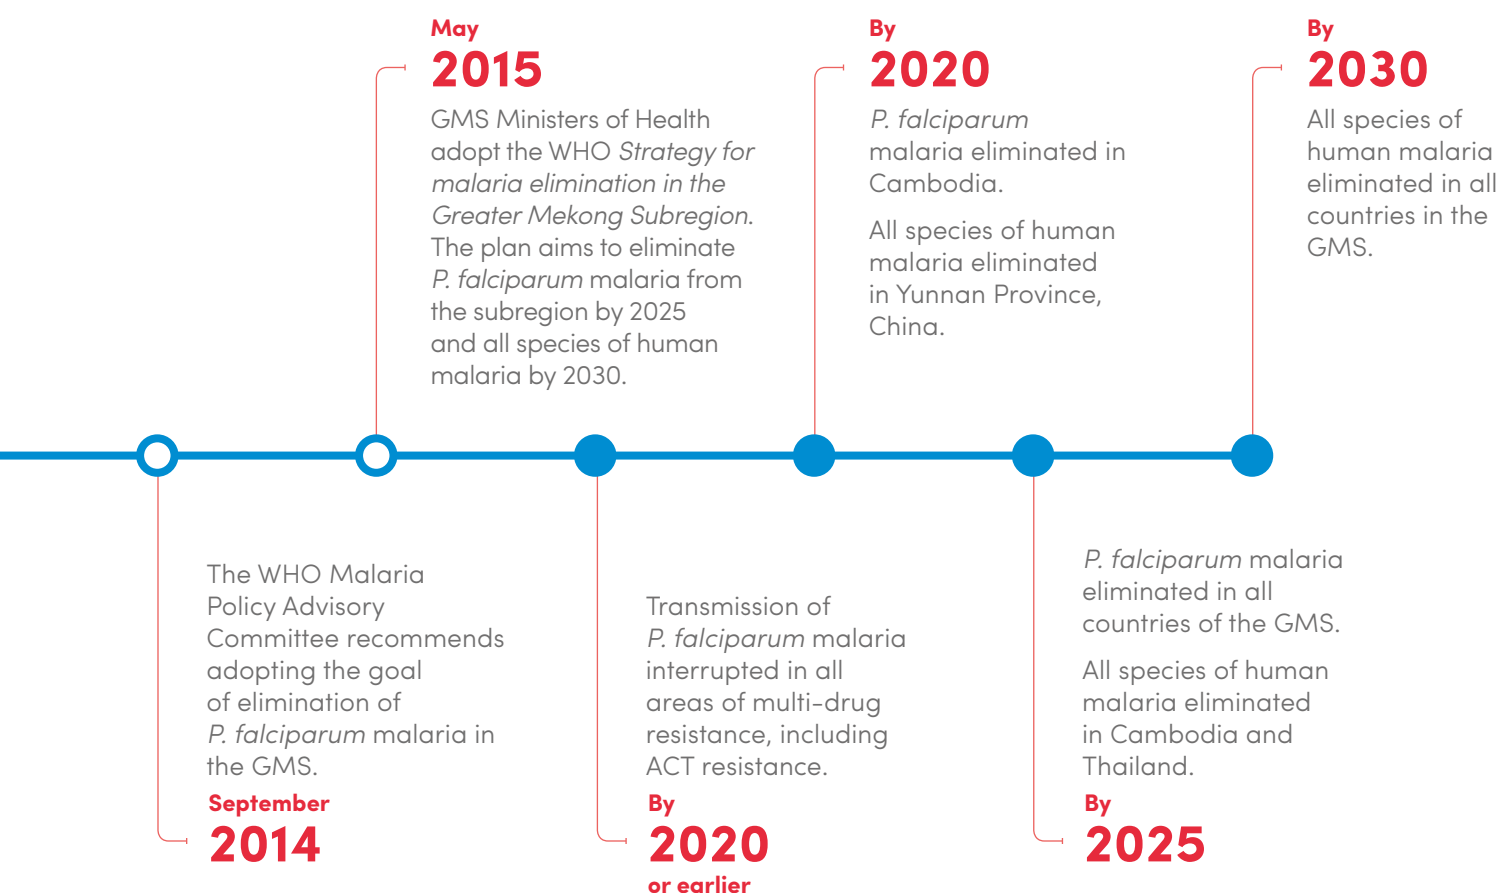 May
2015
GMS Ministers of Health
adopt the WHO Strategy for
malaria elimination in the
Greater Mekong Subregion.
The plan aims to eliminate
P. falciparum malaria from
the subregion by 2025
and all species of human
malaria by 2030.
By
2020
P. falciparum
malaria eliminated in
Cambodia.
All species of human
malaria eliminated
in Yunnan Province,
China.
By
2030
All species of
human malaria
eliminated in all
countries in the
GMS.
The WHO Malaria
Policy Advisory
Committee recommends
adopting the goal
of elimination of
P. falciparum malaria in
the GMS.
September
2014
Transmission of
P. falciparum malaria
interrupted in all
areas of multi-drug
resistance, including
ACT resistance.
By
2020
or earlier
P. falciparum malaria
eliminated in all
countries of the GMS.
All species of human
malaria eliminated
in Cambodia and
Thailand.
By
2025